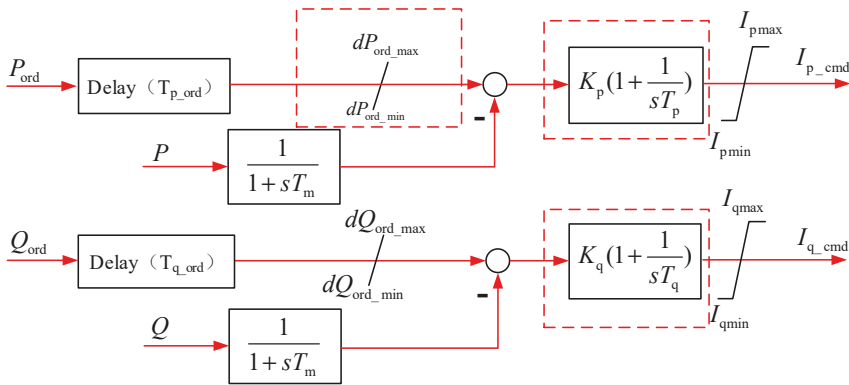 P_ord
Delay（T_p_ord）
dP_ord_max
dP_ord_min
-
K_p(1+1/sT_p)
I_pmax
I_pmin
I_p_cmd
P
1/1+sT_m
Q_ord
Delay（T_q_ord）
dQ_ord_max
dQ_ord_min
-
K_q(1+1/sT_q)
I_qmax
I_qmin
I_q_cmd
Q
1/1+sT_m